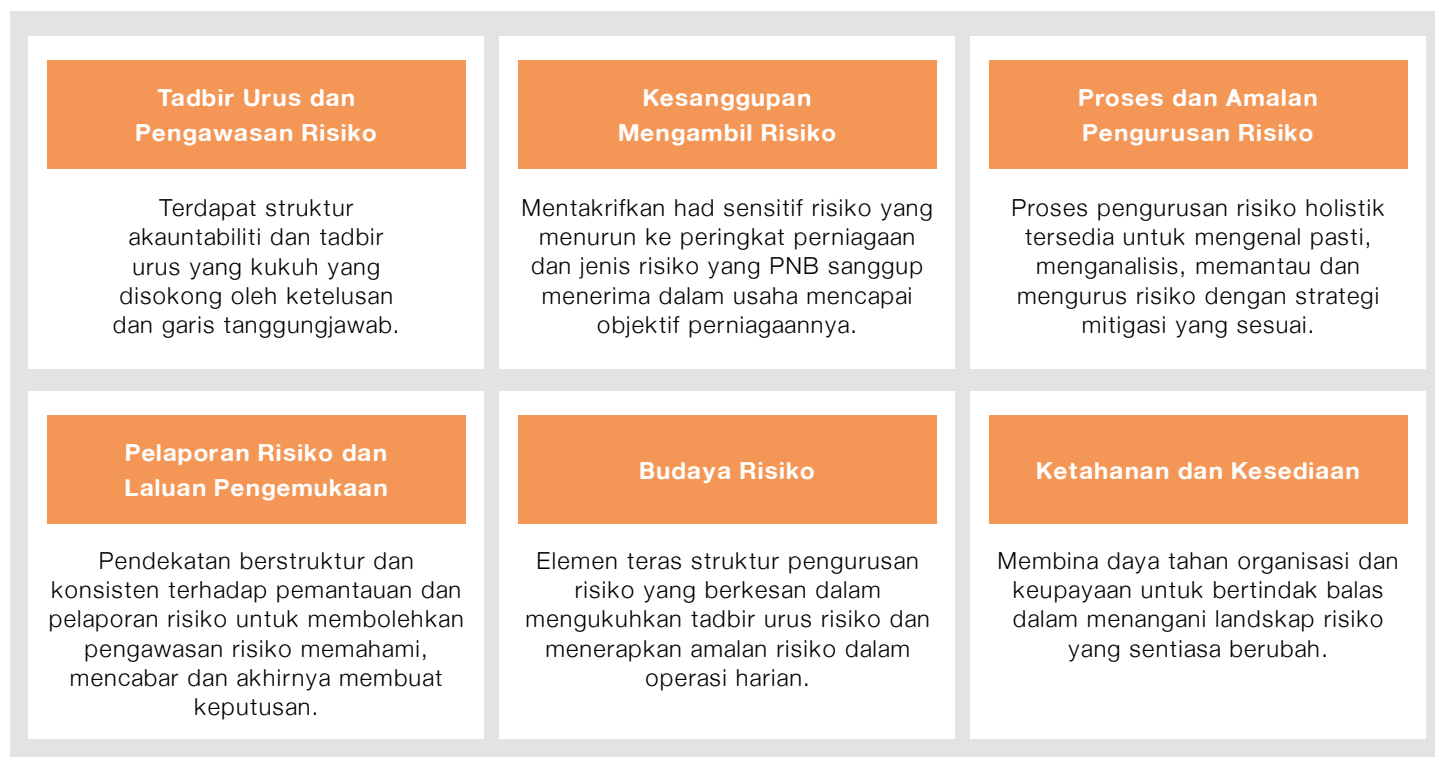 Tadbir Urus dan
Pengawasan Risiko
Terdapat struktur
akauntabiliti dan tadbir
urus yang kukuh yang
disokong oleh ketelusan
dan garis tanggungjawab.
Kesanggupan
Mengambil Risiko
Mentakrifkan had sensitif risiko yang
menurun ke peringkat perniagaan
dan jenis risiko yang PNB sanggup
menerima dalam usaha mencapai
objektif perniagaannya.
Proses dan Amalan
Pengurusan Risiko
Proses pengurusan risiko holistik
tersedia untuk mengenal pasti,
menganalisis, memantau dan
mengurus risiko dengan strategi
mitigasi yang sesuai.
Pelaporan Risiko dan
Laluan Pengemukaan
Pendekatan berstruktur dan
konsisten terhadap pemantauan dan
pelaporan risiko untuk membolehkan
pengawasan risiko memahami,
mencabar dan akhirnya membuat
keputusan.
Budaya Risiko
Elemen teras struktur pengurusan
risiko yang berkesan dalam
mengukuhkan tadbir urus risiko dan
menerapkan amalan risiko dalam
operasi harian.
Ketahanan dan Kesediaan
Membina daya tahan organisasi dan
keupayaan untuk bertindak balas
dalam menangani landskap risiko
yang sentiasa berubah.